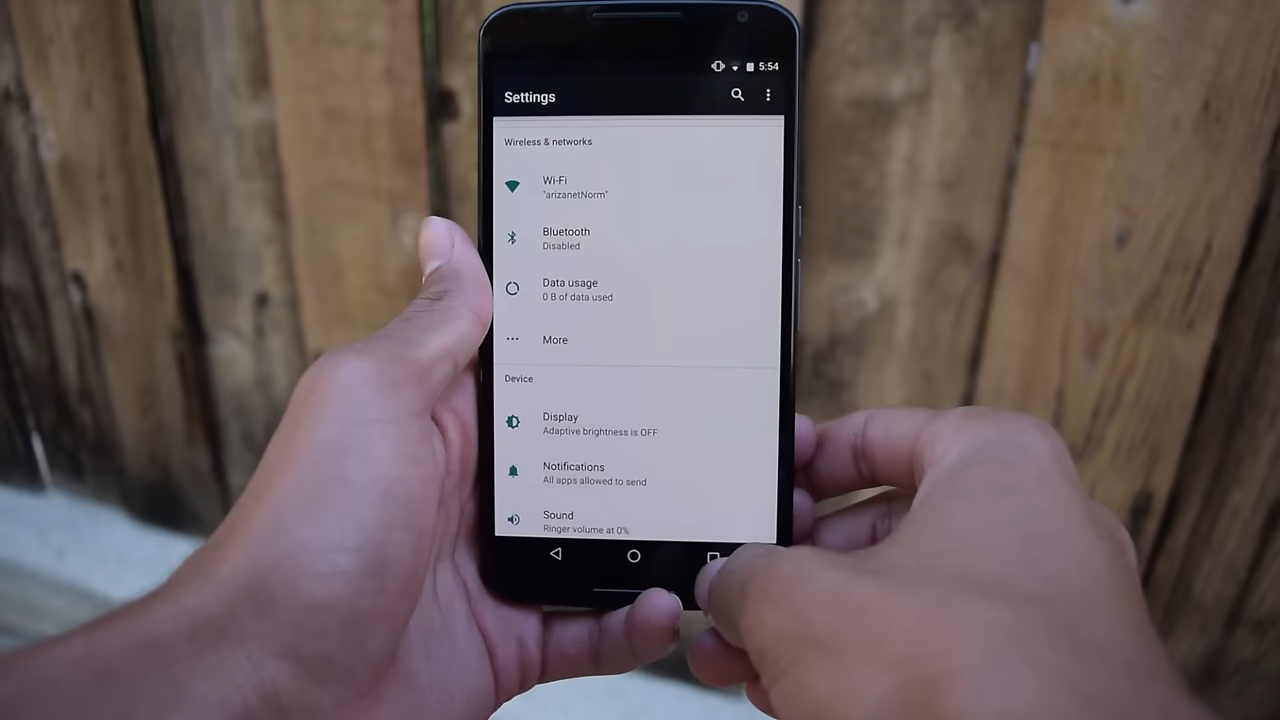 5:54
Settings
Wireless & networks
Wi-Fi
"arizanetNorm"
Bluetooth
Disabled
Data usage
0 B of data used
More
Device
Display
Adaptive brightness is OFF
Notifications
All apps allowed to send
Sound
Ringer volume at 0%